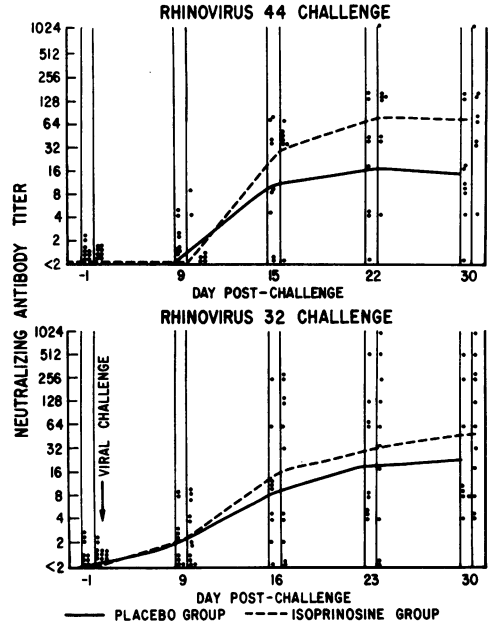 RHINOVIRUS 44 CHALLENGE
1024
512
256
128
64
32
16
8
4
2
<2
-1 9 15 22 30
DAY POST-CHALLENGE
NEUTRALIZING ANTIBODY TITER
RHINOVIRUS 32 CHALLENGE
1024
512
256
128
64
32
16
8
4
2
<2
VIRAL CHALLENGE
-1 9 16 23 30
DAY POST-CHALLENGE
PLACEBO GROUP ISOPRINOSINE GROUP